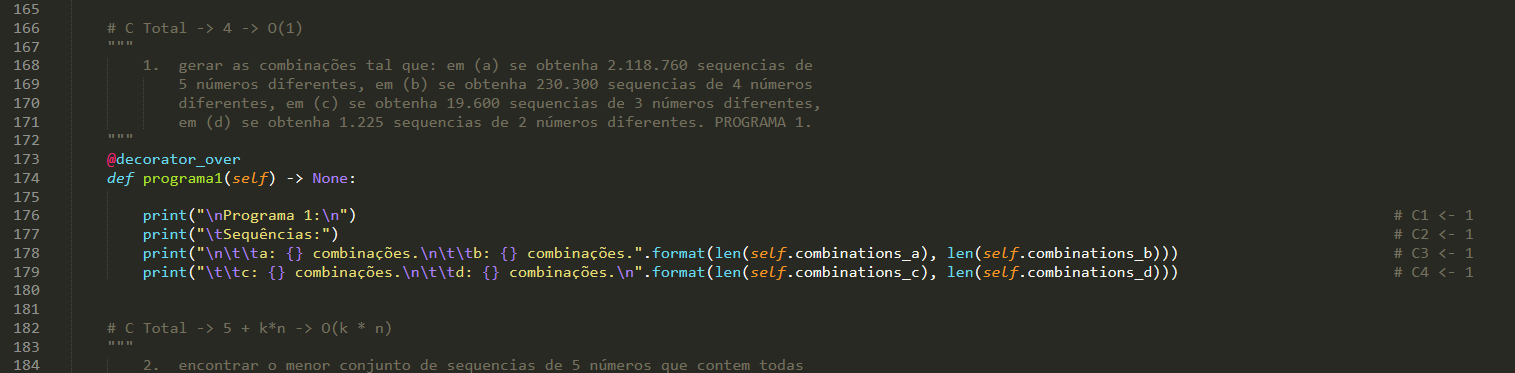 165
166 # C Total -> 4 -> O(1)
167 """
168 1. gerar as combinações tal que: em (a) se obtenha 2.118.760 sequencias de
169 5 números diferentes, em (b) se obtenha 230.300 sequencias de 4 números
170 diferentes, em (c) se obtenha 19.600 sequencias de 3 números diferentes,
171 em (d) se obtenha 1.225 sequencias de 2 números diferentes. PROGRAMA 1.
172 """
173 @decorator_over
174 def programa1(self) -> None:
175
176 print("\nPrograma 1:\n") # C1 <- 1
177 print("\tSequências:") # C2 <- 1
178 print("\n\t\ta: {} combinações.\n\t\tb: {} combinações.".format(len(self.combinations_a), len(self.combinations_b))) # C3 <- 1
179 print("\t\tc: {} combinações.\n\t\td: {} combinações.\n".format(len(self.combinations_c), len(self.combinations_d))) # C4 <- 1
180
181
182 # C Total -> 5 + k*n -> O(k * n)
183 """
184 2. encontrar o menor conjunto de sequencias de 5 números que contem todas